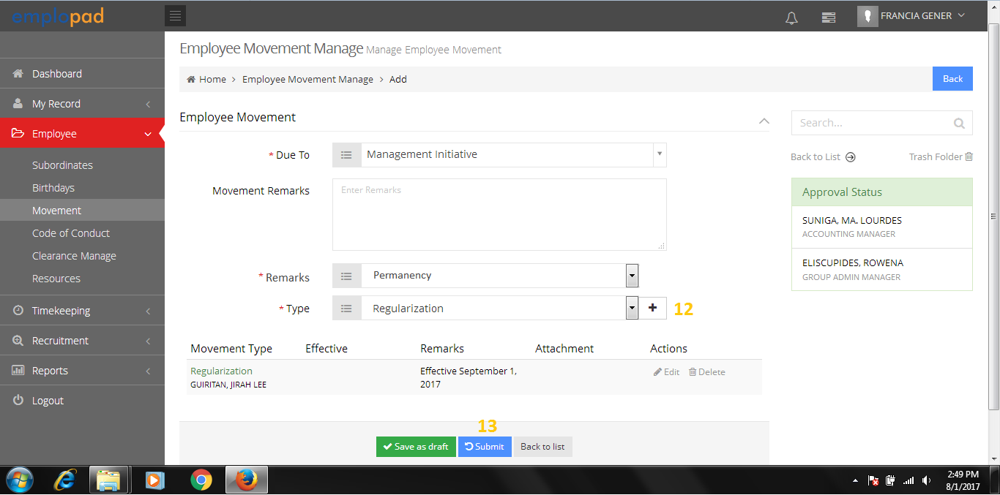 emplopad
FRANCIA GENER
Employee Movement Manage Manage Employee Movement
Home > Employee Movement Manage > Add
Back
Dashboard
My Record
Employee
Subordinates
Birthdays
Movement
Code of Conduct
Clearance Manage
Resources
Timekeeping
Recruitment
Reports
Logout
Employee Movement
* Due To
Management Initiative
Movement Remarks
Enter Remarks
* Remarks
Permanency
* Type
Regularization
+
12
Movement Type Effective Remarks Attachment Actions
Regularization
GUIRITAN, JIRAH LEE
Effective September 1,
2017
Edit Delete
13
Save as draft
Submit
Back to list
Search...
Back to List
Trash Folder
Approval Status
SUNIGA, MA. LOURDES
ACCOUNTING MANAGER
ELISCUPIDES, ROWENA
GROUP ADMIN MANAGER
2:49 PM
8/1/2017